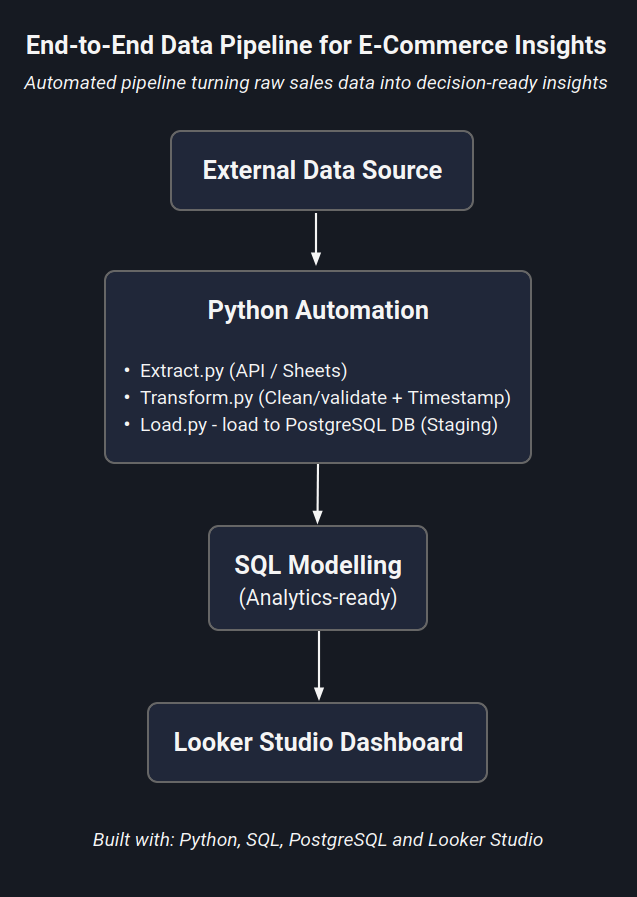 End-to-End Data Pipeline for E-Commerce Insights
Automated pipeline turning raw sales data into decision-ready insights
External Data Source
Python Automation
• Extract.py (API / Sheets)
• Transform.py (Clean/validate + Timestamp)
• Load.py - load to PostgreSQL DB (Staging)
SQL Modelling
(Analytics-ready)
Looker Studio Dashboard
Built with: Python, SQL, PostgreSQL and Looker Studio